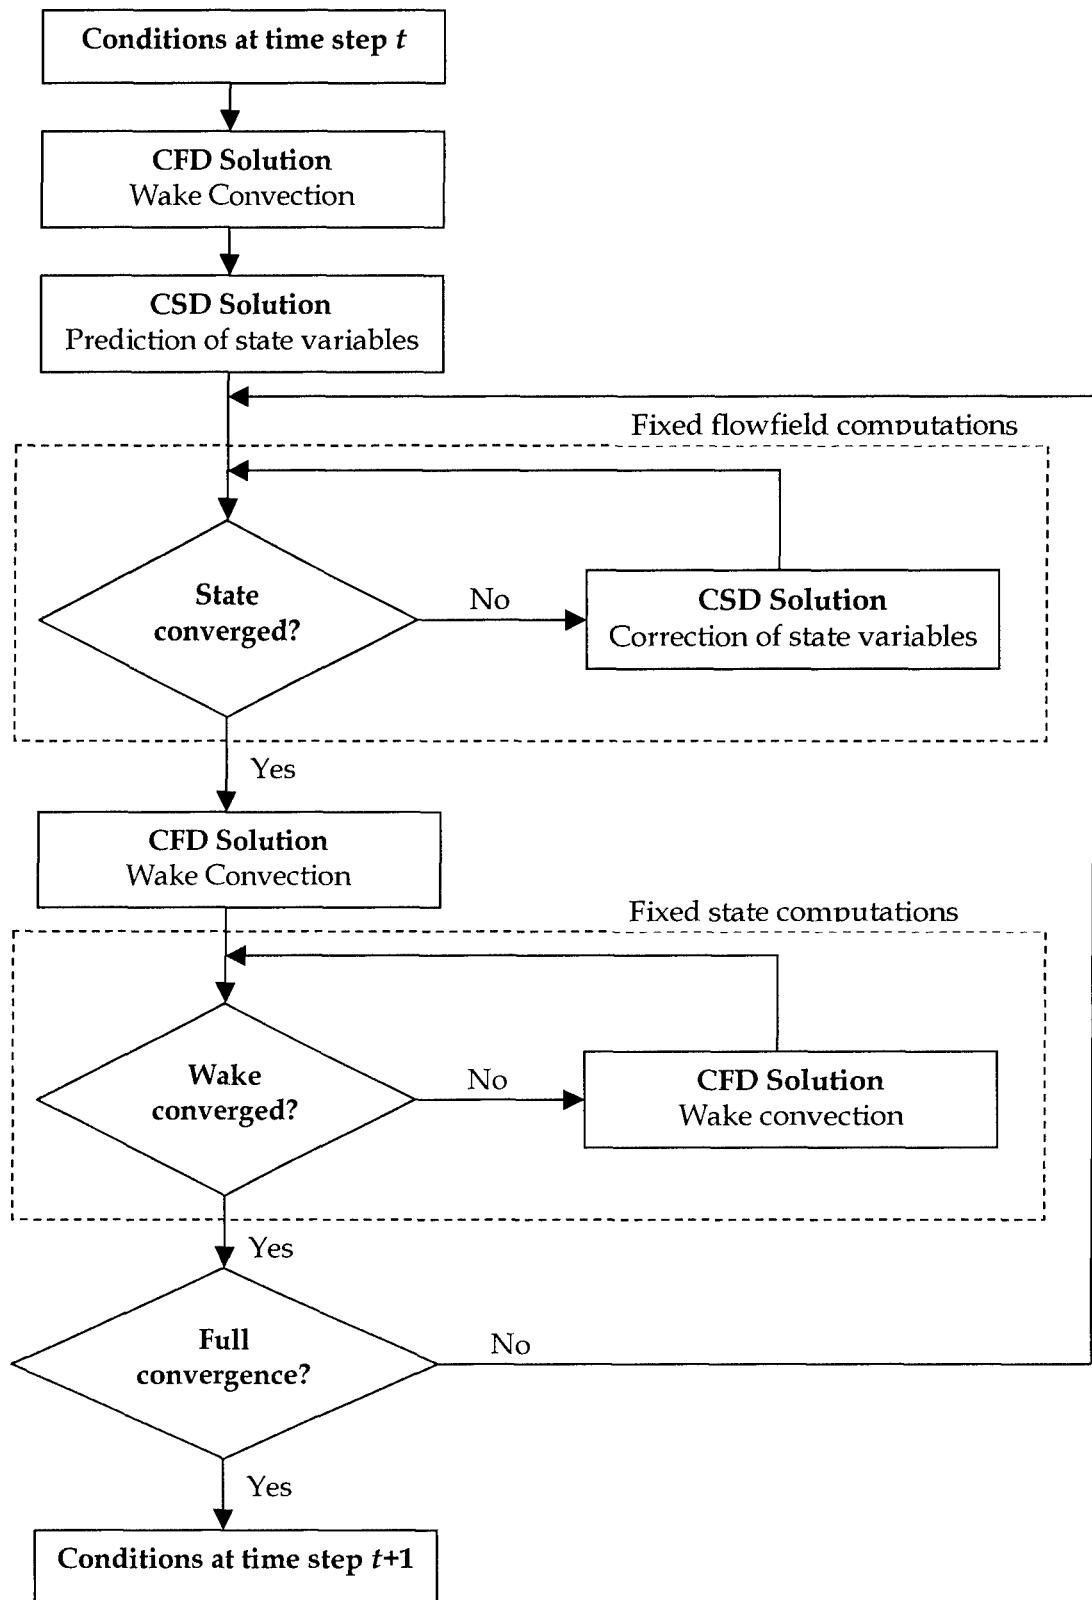 Conditions at time step t
CFD Solution
Wake Convection
CSD Solution
Prediction of state variables
Fixed flowfield computations
State
converged?
No
CSD Solution
Correction of state variables
Yes
CFD Solution
Wake Convection
Fixed state computations
Wake
converged?
No
CFD Solution
Wake convection
Yes
Full
convergence?
No
Yes
Conditions at time step t+1